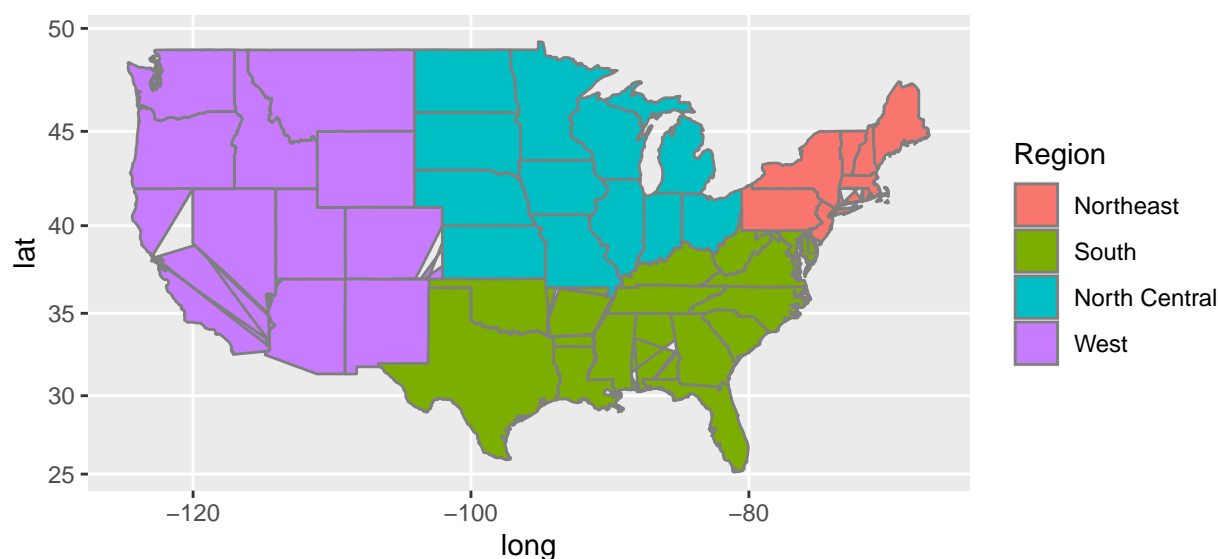 50
45
40
35
30
25
lat
−120
−100
−80
long
Region
Northeast
South
North Central
West